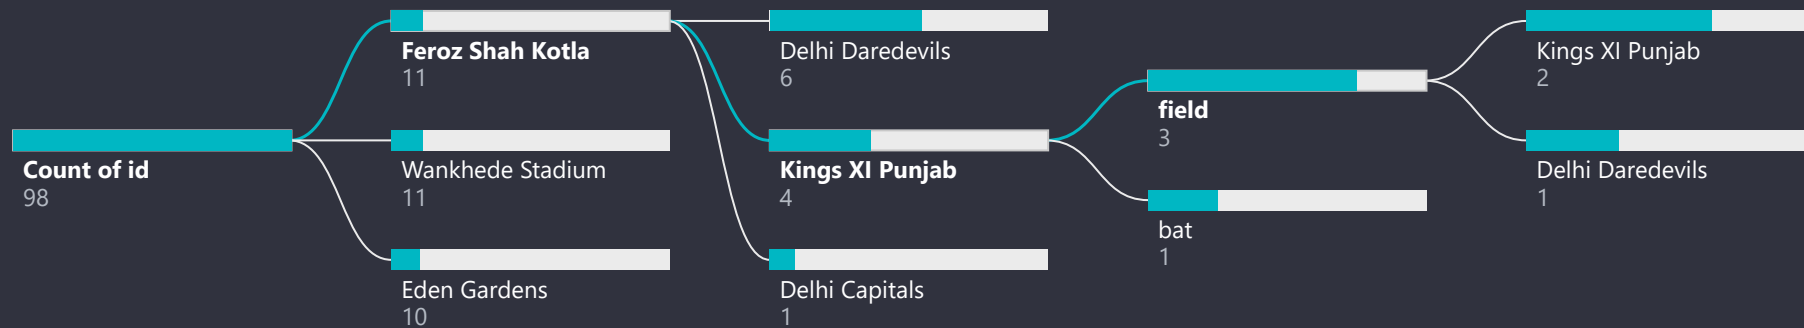 Count of id
98
Feroz Shah Kotla
11
Wankhede Stadium
11
Eden Gardens
10
Delhi Daredevils
6
Kings XI Punjab
4
Delhi Capitals
1
field
3
bat
1
Kings XI Punjab
2
Delhi Daredevils
1